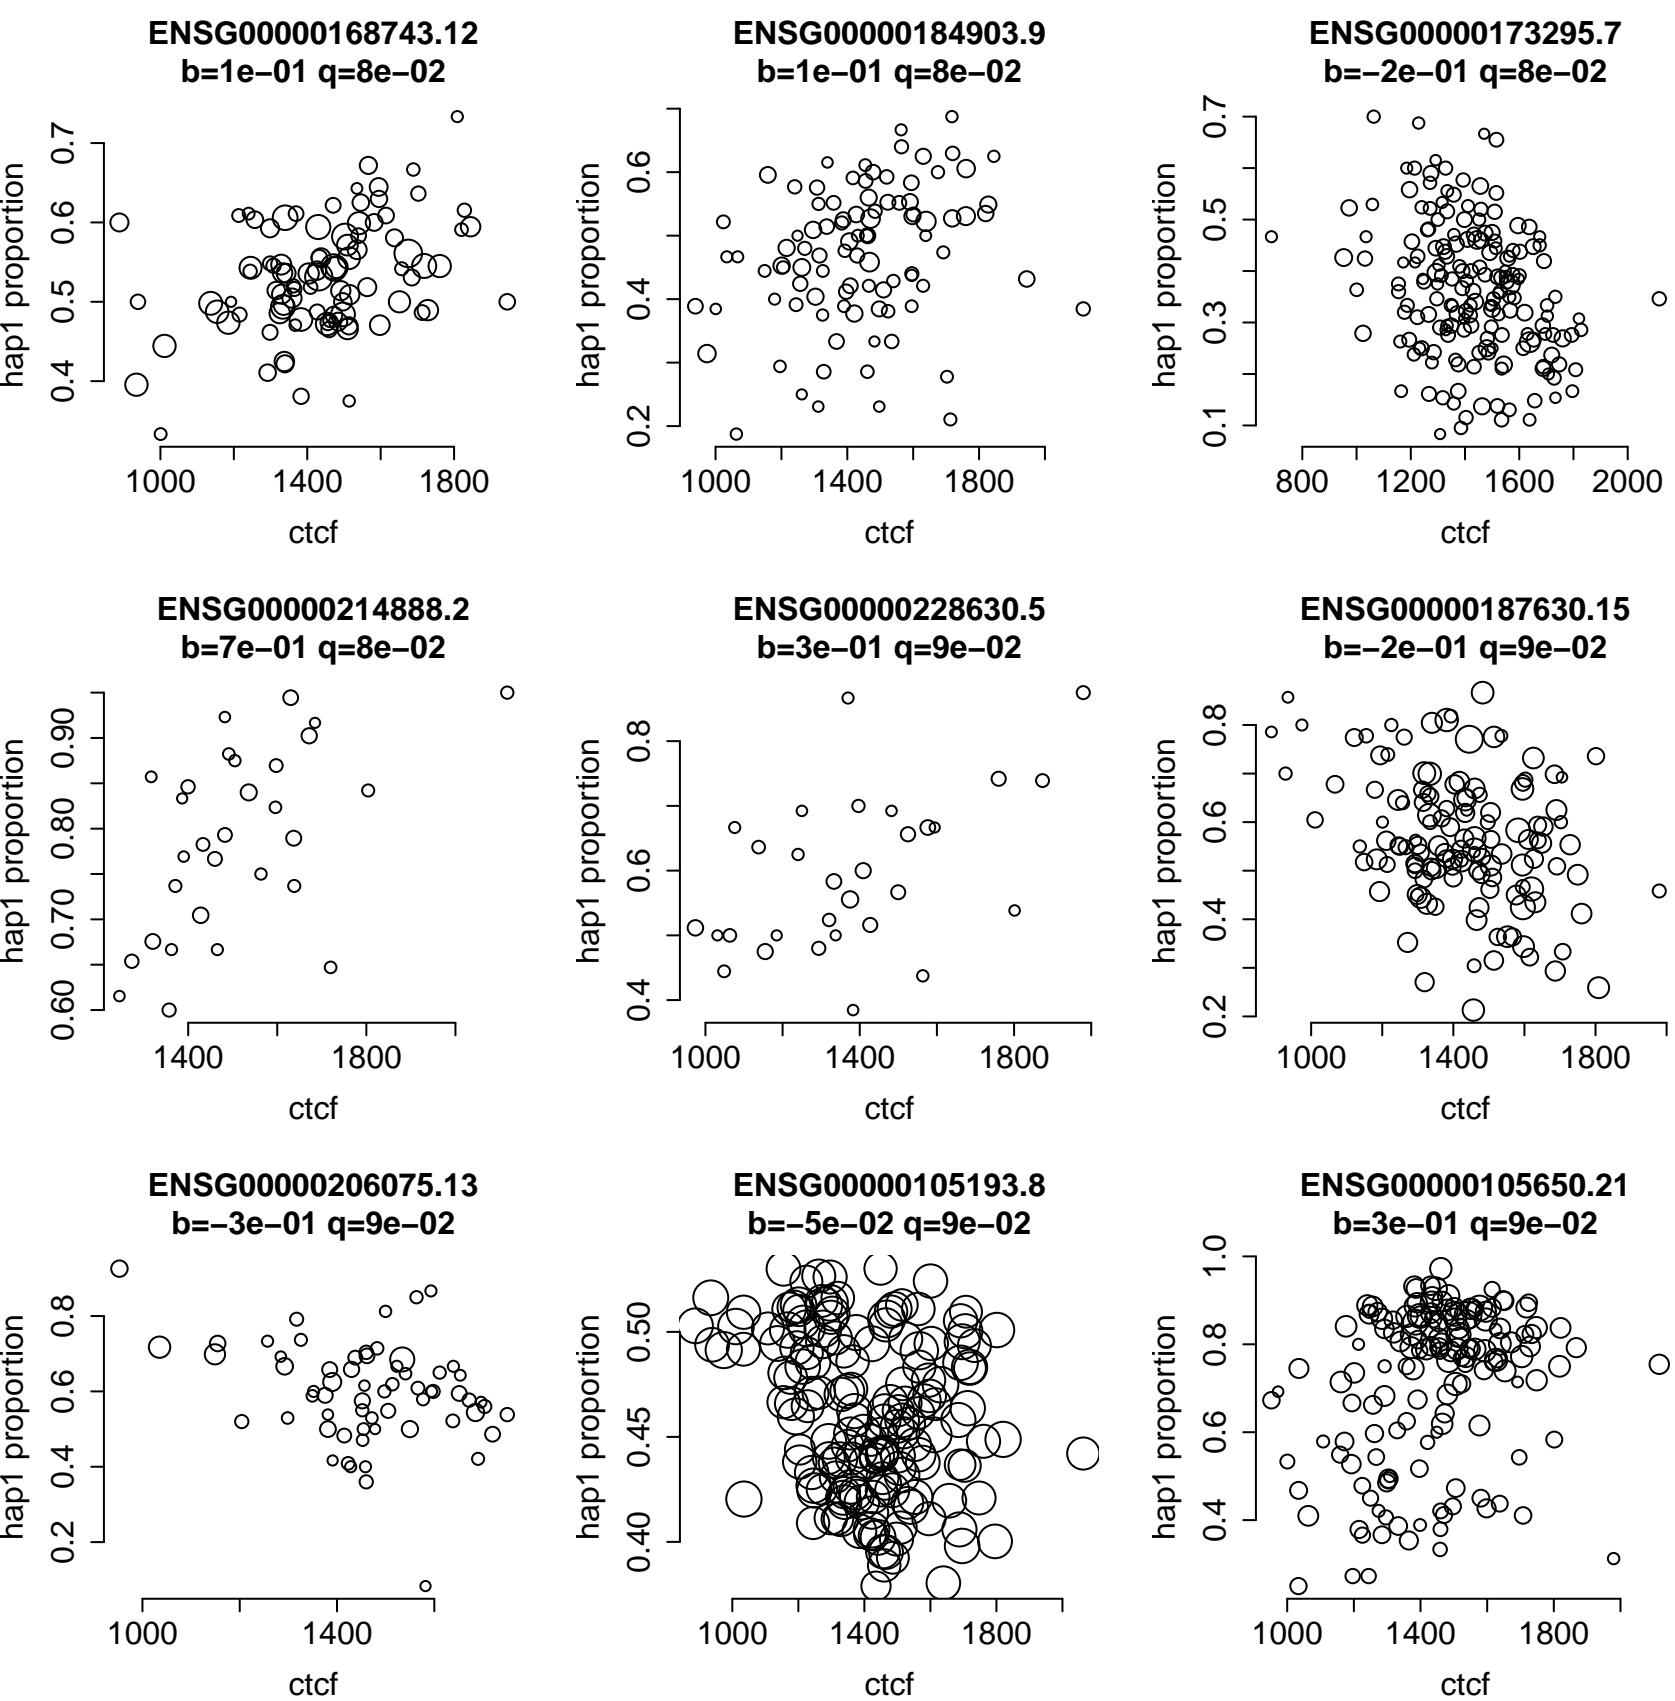 ENSG00000168743.12
b=1e−01 q=8e−02
hap1 proportion
0.4 0.5 0.6 0.7
1000 1400 1800
ctcf
ENSG00000184903.9
b=1e−01 q=8e−02
hap1 proportion
0.2 0.4 0.6
1000 1400 1800
ctcf
ENSG00000173295.7
b=−2e−01 q=8e−02
hap1 proportion
0.1 0.3 0.5 0.7
800 1200 1600 2000
ctcf
ENSG00000214888.2
b=7e−01 q=8e−02
hap1 proportion
0.60 0.70 0.80 0.90
1400 1800
ctcf
ENSG00000228630.5
b=3e−01 q=9e−02
hap1 proportion
0.4 0.6 0.8
1000 1400 1800
ctcf
ENSG00000187630.15
b=−2e−01 q=9e−02
hap1 proportion
0.2 0.4 0.6 0.8
1000 1400 1800
ctcf
ENSG00000206075.13
b=−3e−01 q=9e−02
hap1 proportion
0.2 0.4 0.6 0.8
1000 1400
ctcf
ENSG00000105193.8
b=−5e−02 q=9e−02
hap1 proportion
0.40 0.45 0.50
1000 1400 1800
ctcf
ENSG00000105650.21
b=3e−01 q=9e−02
hap1 proportion
0.4 0.6 0.8 1.0
1000 1400 1800
ctcf